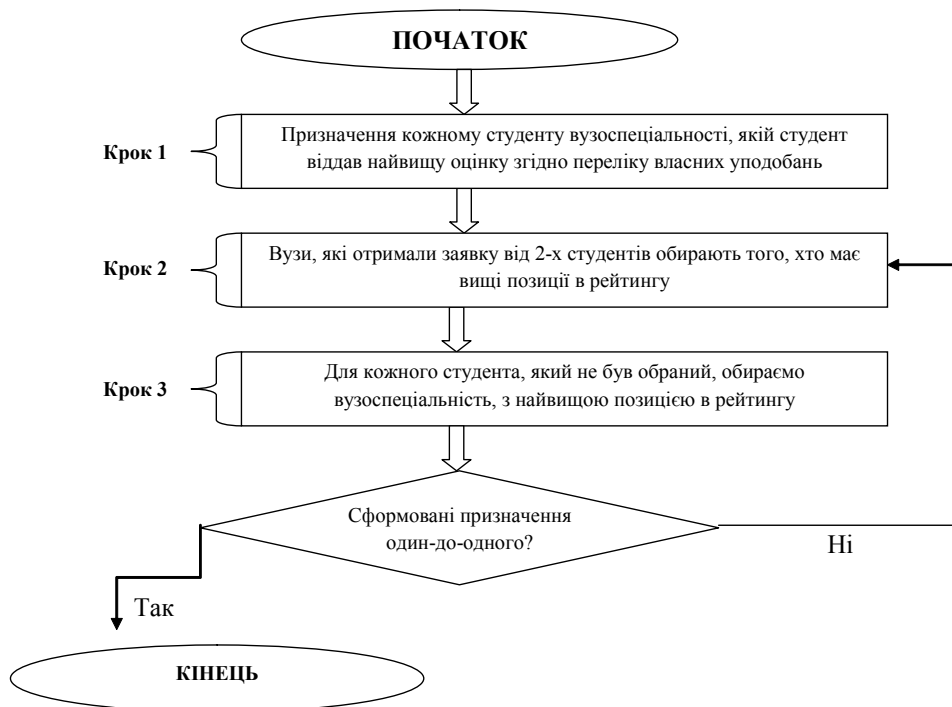 ПОЧАТОК
Крок 1
Призначення кожному студенту вузоспеціальності, якій студент
віддав найвищу оцінку згідно переліку власних уподобань
Крок 2
Вузи, які отримали заявку від 2-х студентів обирають того, хто має
вищі позиції в рейтингу
Крок 3
Для кожного студента, який не був обраний, обираємо
вузоспеціальність, з найвищою позицією в рейтингу
Сформовані призначення
один-до-одного?
Ні
Так
КІНЕЦЬ